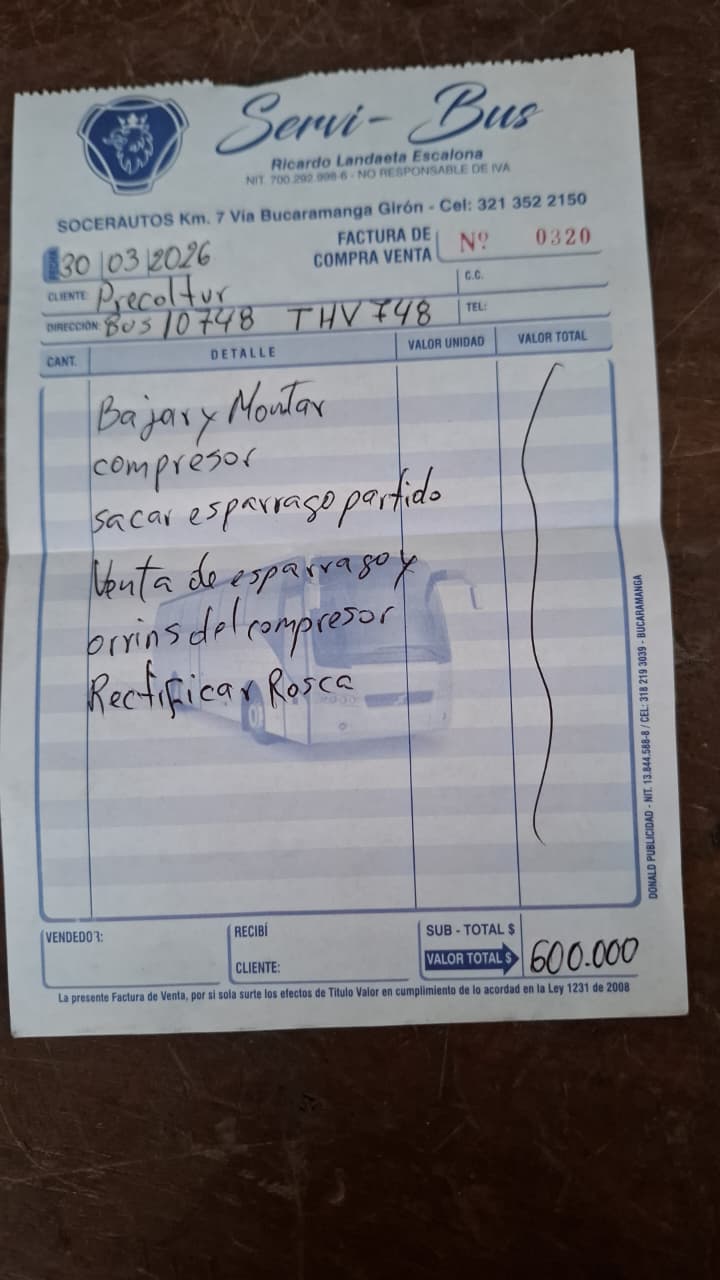 Servi-Bus
Ricardo Landaeta Escalona
NIT. 700.292.998-6 - NO RESPONSABLE DE IVA
SOCERAUTOS Km. 7 Vía Bucaramanga Girón - Cel: 321 352 2150
FACTURA DE COMPRA VENTA Nº 0320
FECHA 30 | 03 | 2026
CLIENTE: Precoltur C.C.
DIRECCIÓN: Bus 10748 THV 748 TEL:
CANT. DETALLE VALOR UNIDAD VALOR TOTAL
Bajar y Montar
compresor
sacar esparrago partido
Venta de esparrago y
orrins del compresor
Rectificar Rosca
VENDEDOR: RECIBÍ SUB - TOTAL $
CLIENTE: VALOR TOTAL $ 600.000
La presente Factura de Venta, por si sola surte los efectos de Titulo Valor en cumplimiento de lo acordad en la Ley 1231 de 2008
DONALD PUBLICIDAD - NIT. 13.844.588-8 / CEL: 318 219 3039 - BUCARAMANGA